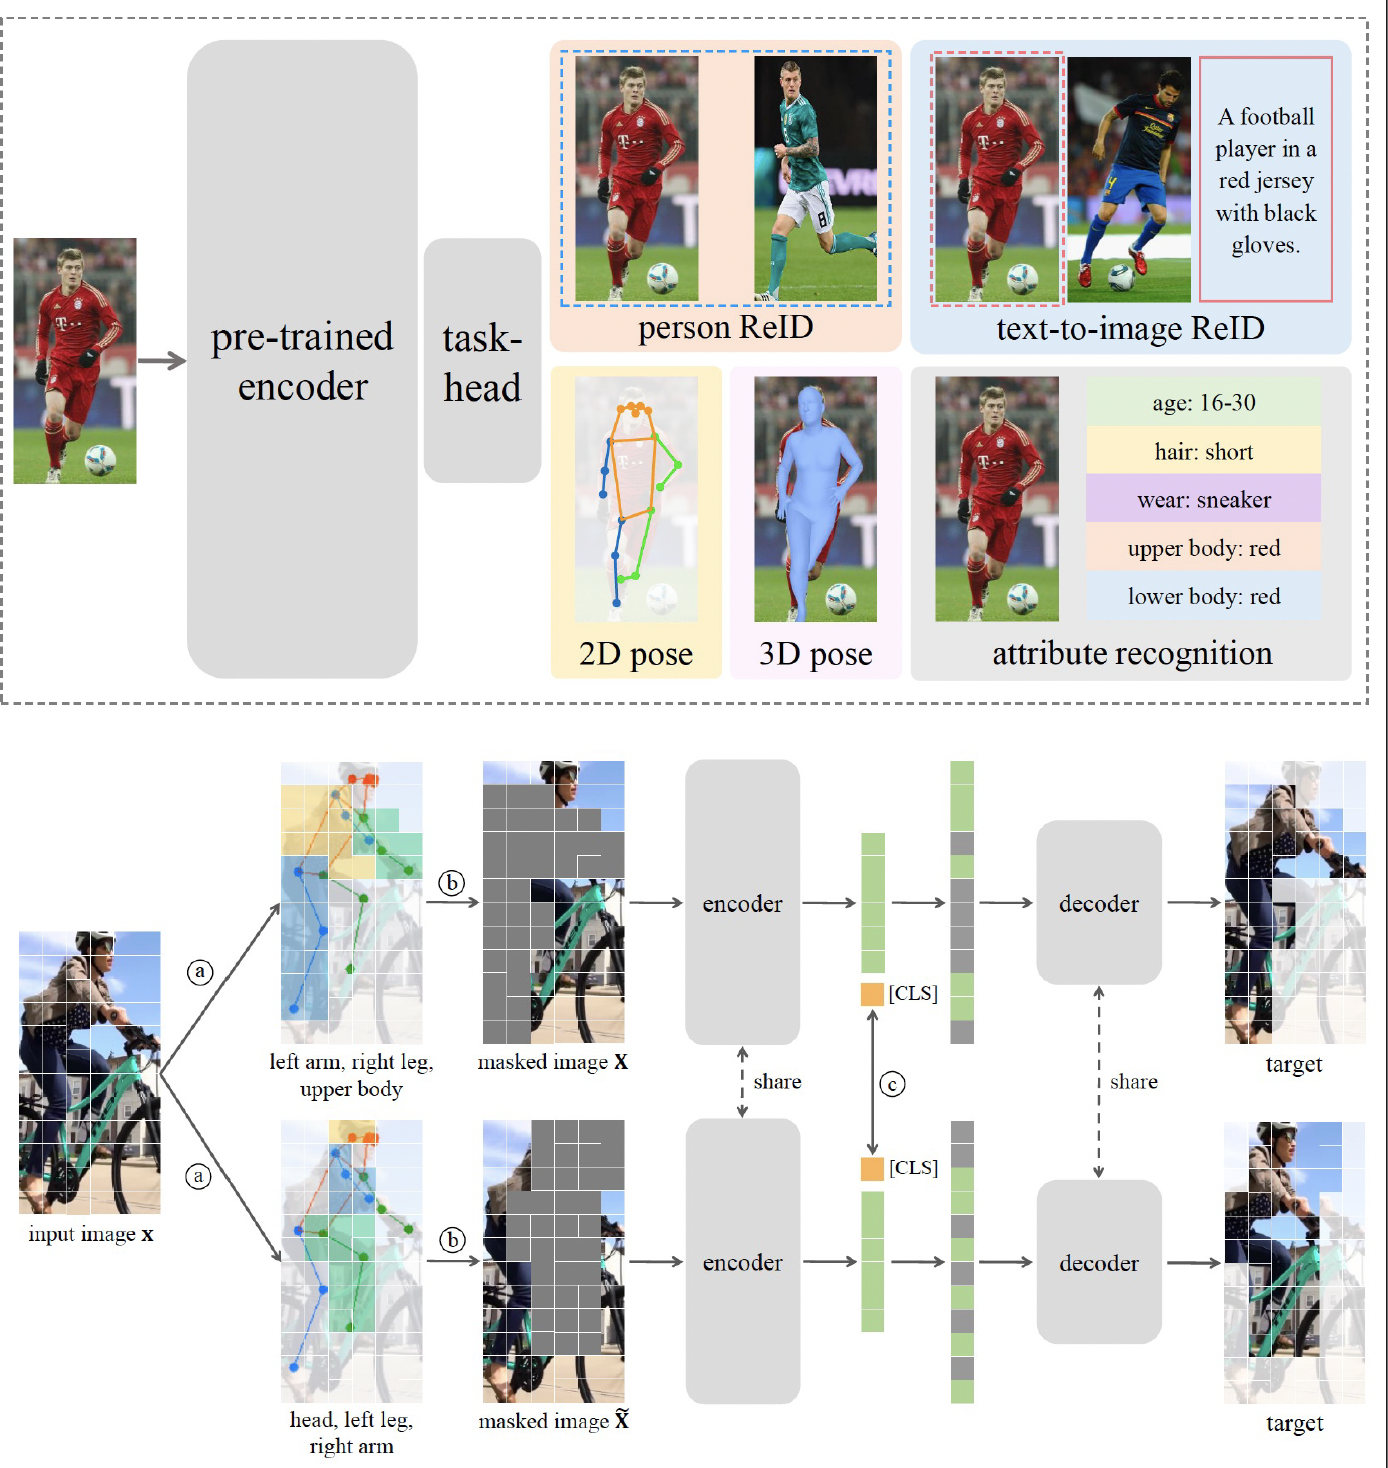 pre-trained
encoder
task-
head
person ReID
A football
player in a
red jersey
with black
gloves.
text-to-image ReID
2D pose
3D pose
age: 16-30
hair: short
wear: sneaker
upper body: red
lower body: red
attribute recognition
input image x
a
a
left arm, right leg,
upper body
b
masked image X
encoder
[CLS]
decoder
target
share
c
share
head, left leg,
right arm
b
masked image X̃
encoder
[CLS]
decoder
target